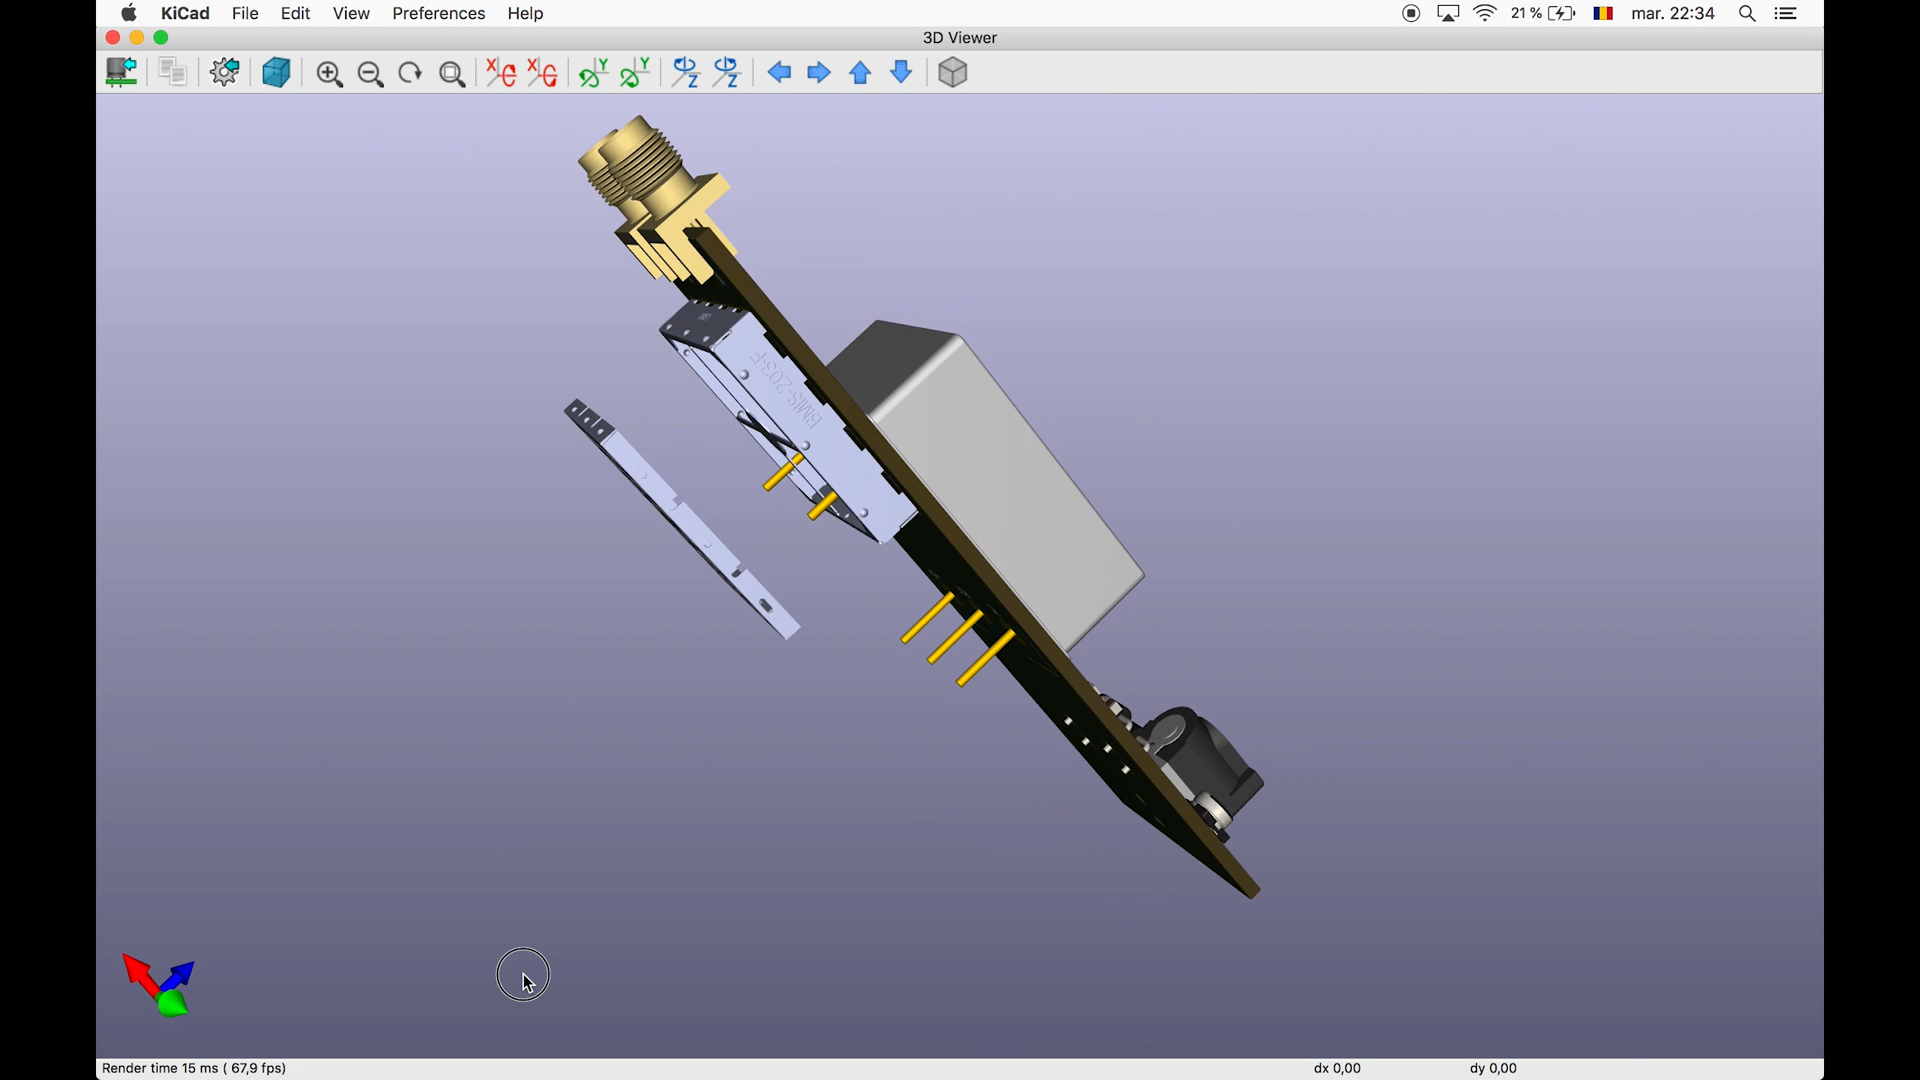 KiCad File Edit View Preferences Help 21 % mar. 22:34
3D Viewer
X X Y Y Z Z
BMIS-203-F
Render time 15 ms ( 67,9 fps) dx 0,00 dy 0,00